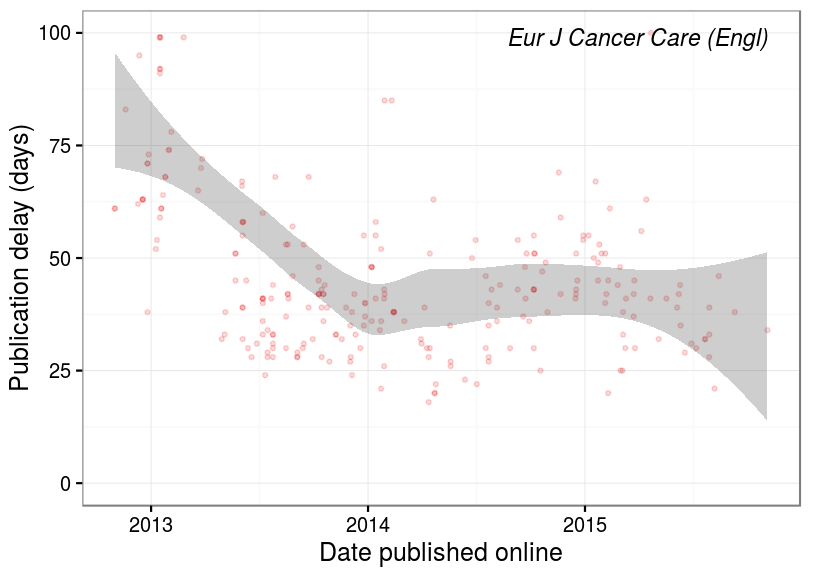 Eur J Cancer Care (Engl)
Publication delay (days)
100
75
50
25
0
2013 2014 2015
Date published online